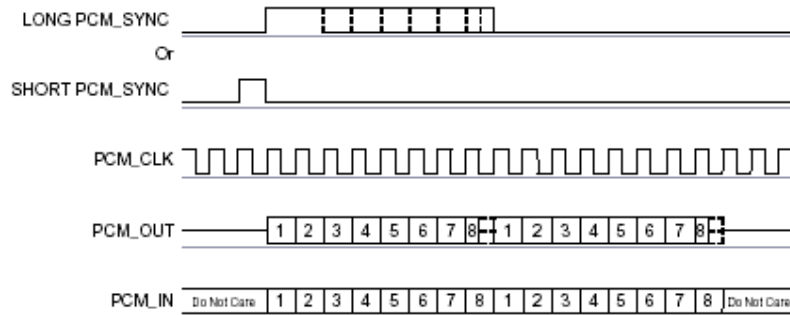 LONG PCM_SYNC
Or
SHORT PCM_SYNC
PCM_CLK
PCM_OUT 1 2 3 4 5 6 7 8 1 2 3 4 5 6 7 8
PCM_IN Do Not Care 1 2 3 4 5 6 7 8 1 2 3 4 5 6 7 8 Do Not Care